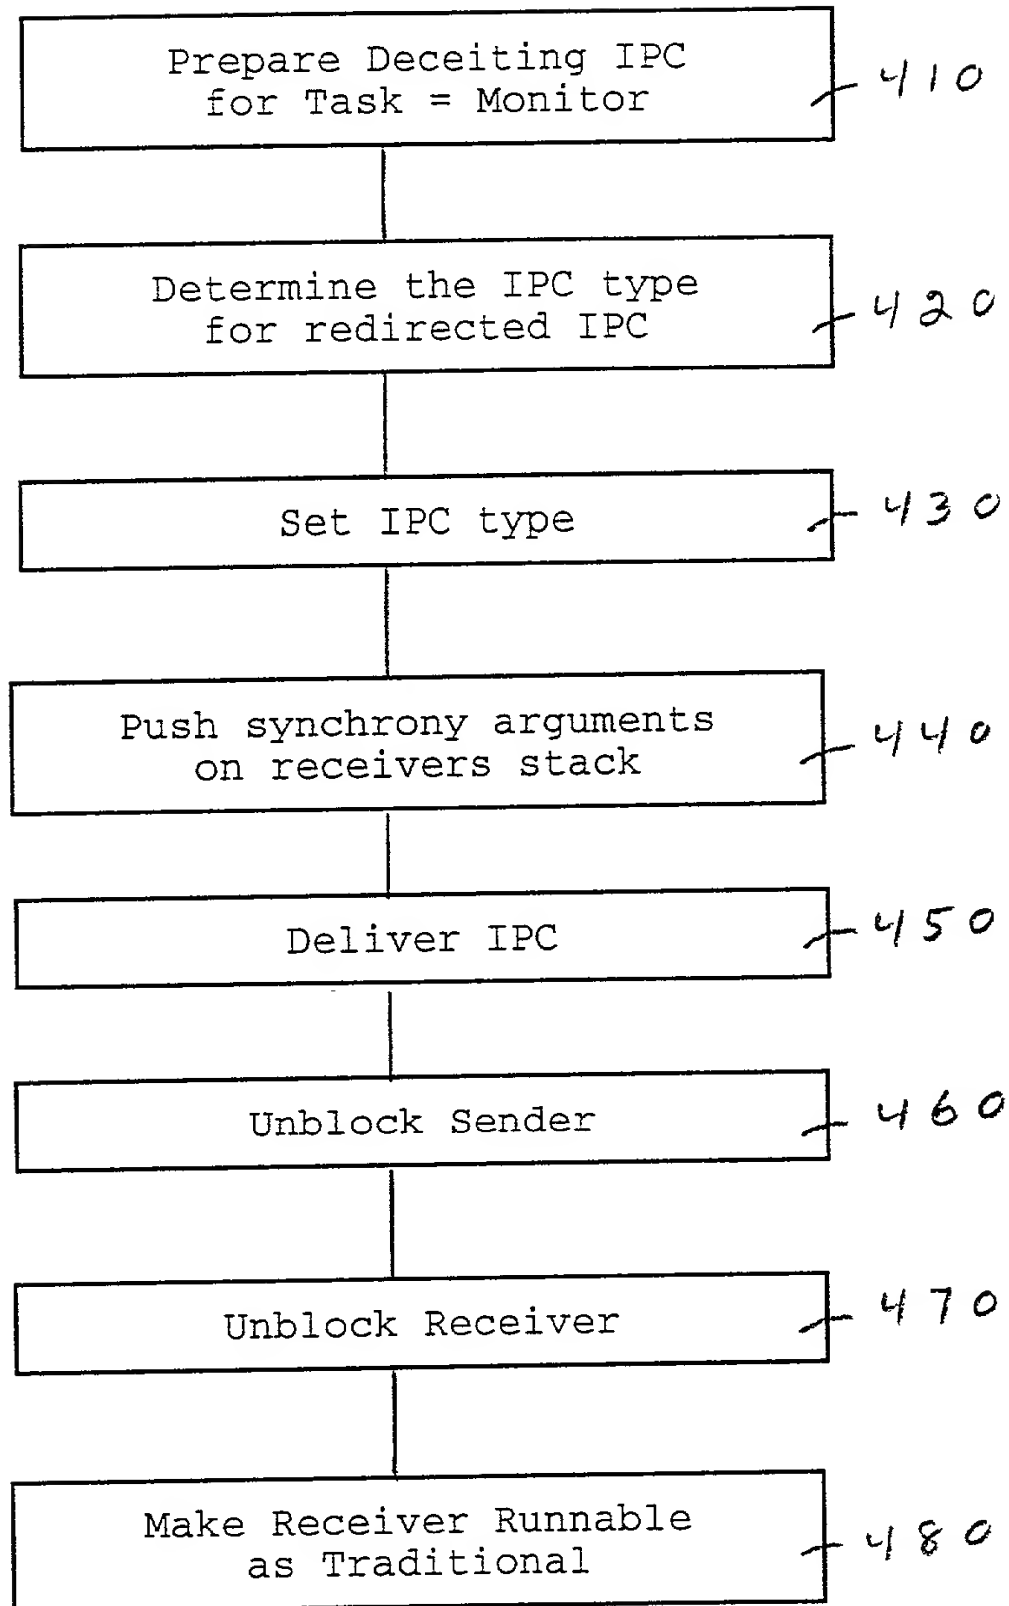 Prepare Deceiting IPC
for Task = Monitor
410
Determine the IPC type
for redirected IPC
420
Set IPC type
430
Push synchrony arguments
on receivers stack
440
Deliver IPC
450
Unblock Sender
460
Unblock Receiver
470
Make Receiver Runnable
as Traditional
480